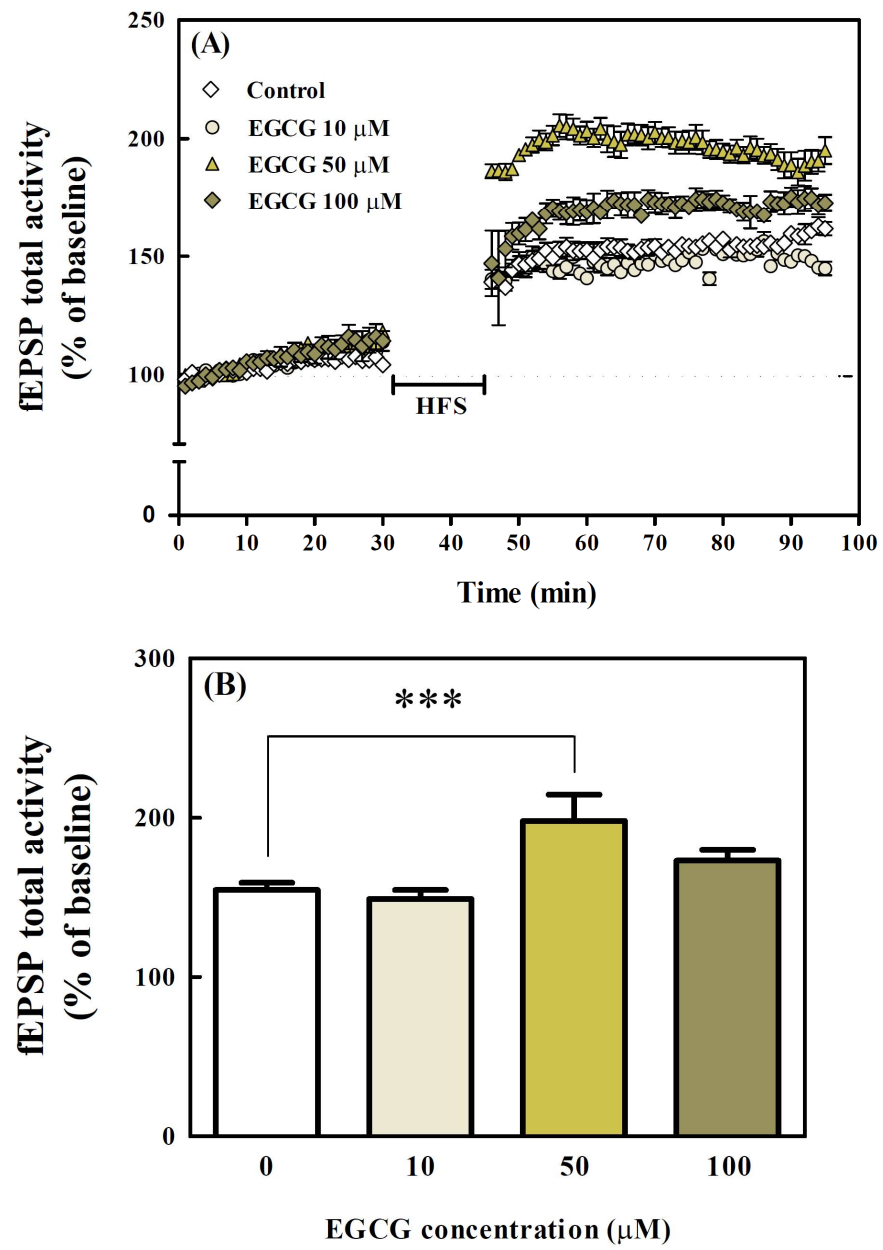 (A)
Control
EGCG 10 μM
EGCG 50 μM
EGCG 100 μM
fEPSP total activity
(% of baseline)
250
200
150
100
0
HFS
0 10 20 30 40 50 60 70 80 90 100
Time (min)
(B)
***
fEPSP total activity
(% of baseline)
300
200
100
0
0 10 50 100
EGCG concentration (μM)